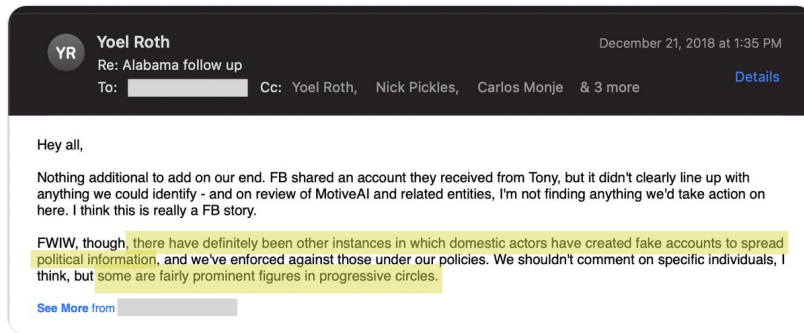 YR
Yoel Roth
December 21, 2018 at 1:35 PM
Re: Alabama follow up
To: Cc: Yoel Roth, Nick Pickles, Carlos Monje & 3 more
Details
Hey all,
Nothing additional to add on our end. FB shared an account they received from Tony, but it didn't clearly line up with
anything we could identify - and on review of MotiveAI and related entities, I'm not finding anything we'd take action on
here. I think this is really a FB story.
FWIW, though, there have definitely been other instances in which domestic actors have created fake accounts to spread
political information, and we've enforced against those under our policies. We shouldn't comment on specific individuals, I
think, but some are fairly prominent figures in progressive circles.
See More from